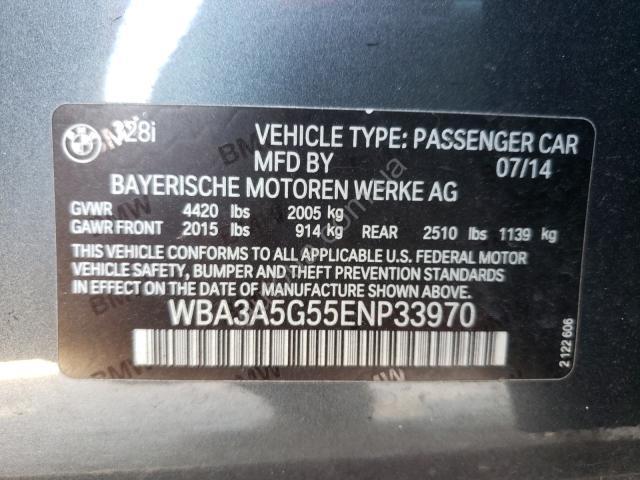 328i
VEHICLE TYPE: PASSENGER CAR
MFD BY 07/14
BAYERISCHE MOTOREN WERKE AG
GVWR 4420 lbs 2005 kg
GAWR FRONT 2015 lbs 914 kg REAR 2510 lbs 1139 kg
THIS VEHICLE CONFORMS TO ALL APPLICABLE U.S. FEDERAL MOTOR
VEHICLE SAFETY, BUMPER AND THEFT PREVENTION STANDARDS
IN EFFECT ON THE DATE OF MANUFACTURE SHOWN ABOVE.
WBA3A5G55ENP33970
2 122 606
BMW